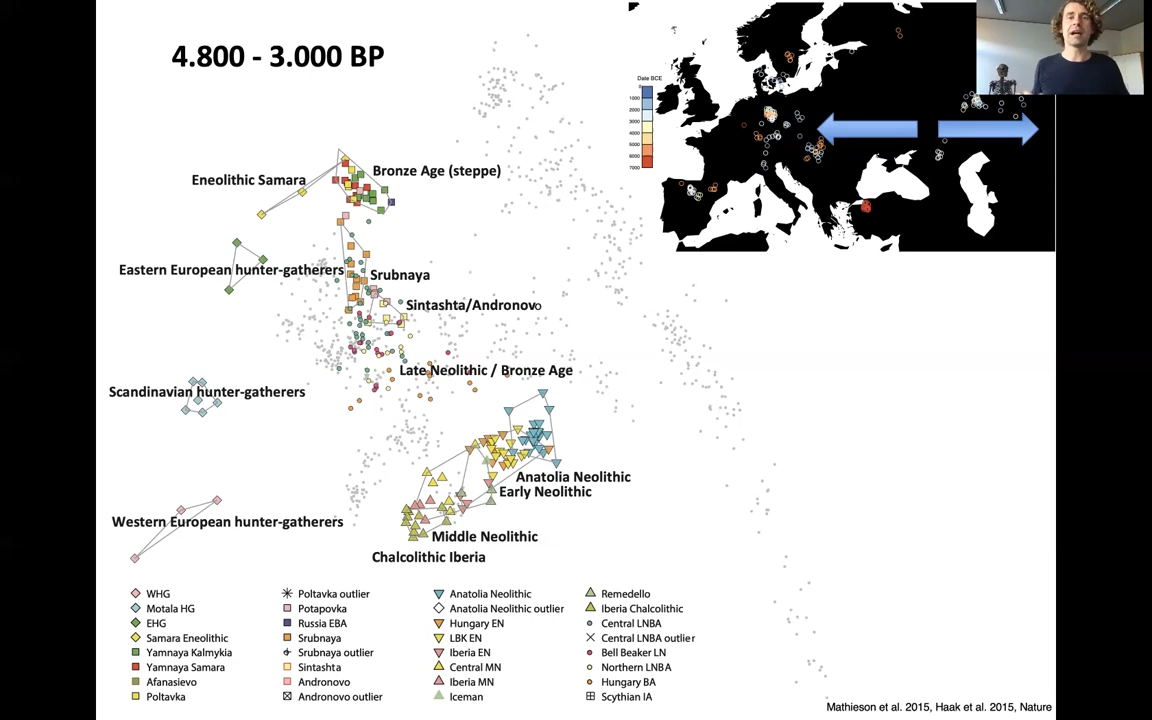 4.800 - 3.000 BP
Date BCE
0
1000
2000
3000
4000
5000
6000
7000
Bronze Age (steppe)
Eneolithic Samara
Eastern European hunter-gatherers
Srubnaya
Sintashta/Andronovo
Late Neolithic / Bronze Age
Scandinavian hunter-gatherers
Anatolia Neolithic
Early Neolithic
Western European hunter-gatherers
Middle Neolithic
Chalcolithic Iberia
WHG
Motala HG
EHG
Samara Eneolithic
Yamnaya Kalmykia
Yamnaya Samara
Afanasievo
Poltavka
Poltavka outlier
Potapovka
Russia EBA
Srubnaya
Srubnaya outlier
Sintashta
Andronovo
Andronovo outlier
Anatolia Neolithic
Anatolia Neolithic outlier
Hungary EN
LBK EN
Iberia EN
Central MN
Iberia MN
Iceman
Remedello
Iberia Chalcolithic
Central LNBA
Central LNBA outlier
Bell Beaker LN
Northern LNBA
Hungary BA
Scythian IA
Mathieson et al. 2015, Haak et al. 2015, Nature